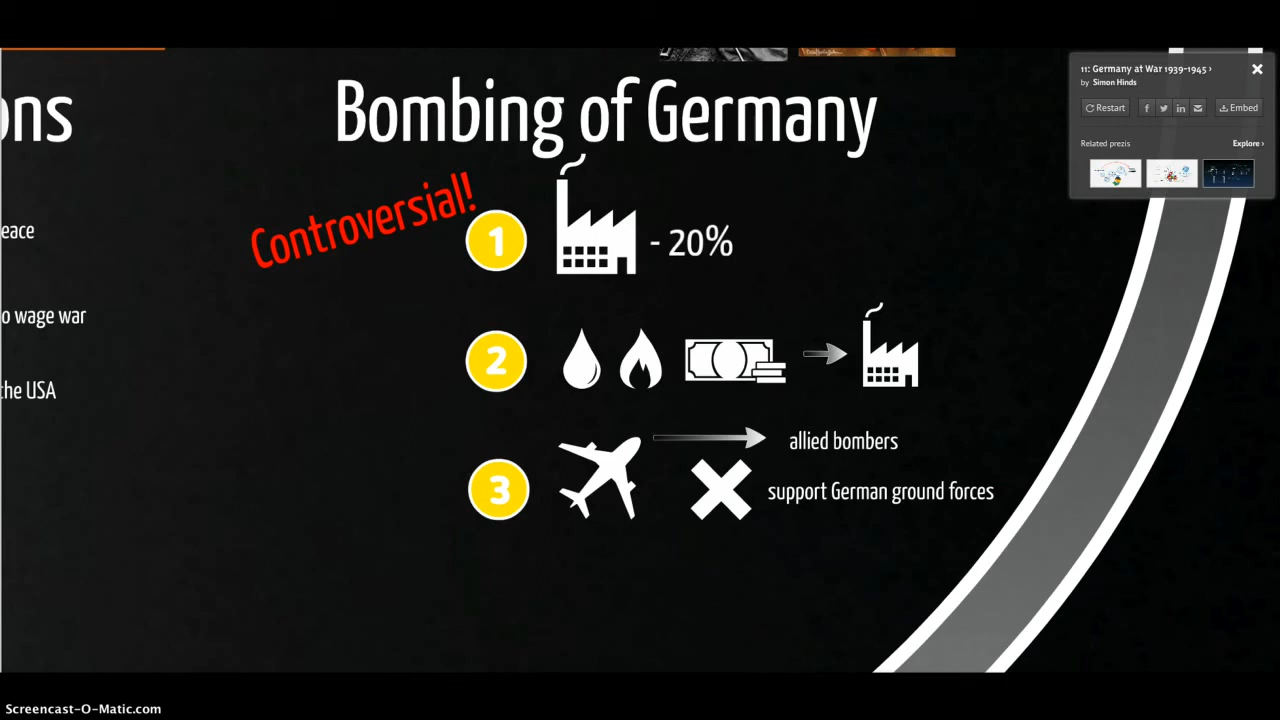 ons
Bombing of Germany
11: Germany at War 1939-1945 ›
by Simon Hinds
Restart
Embed
Related prezis
Explore ›
Controversial!
eace
1
- 20%
o wage war
2
the USA
allied bombers
3
support German ground forces
Screencast-O-Matic.com